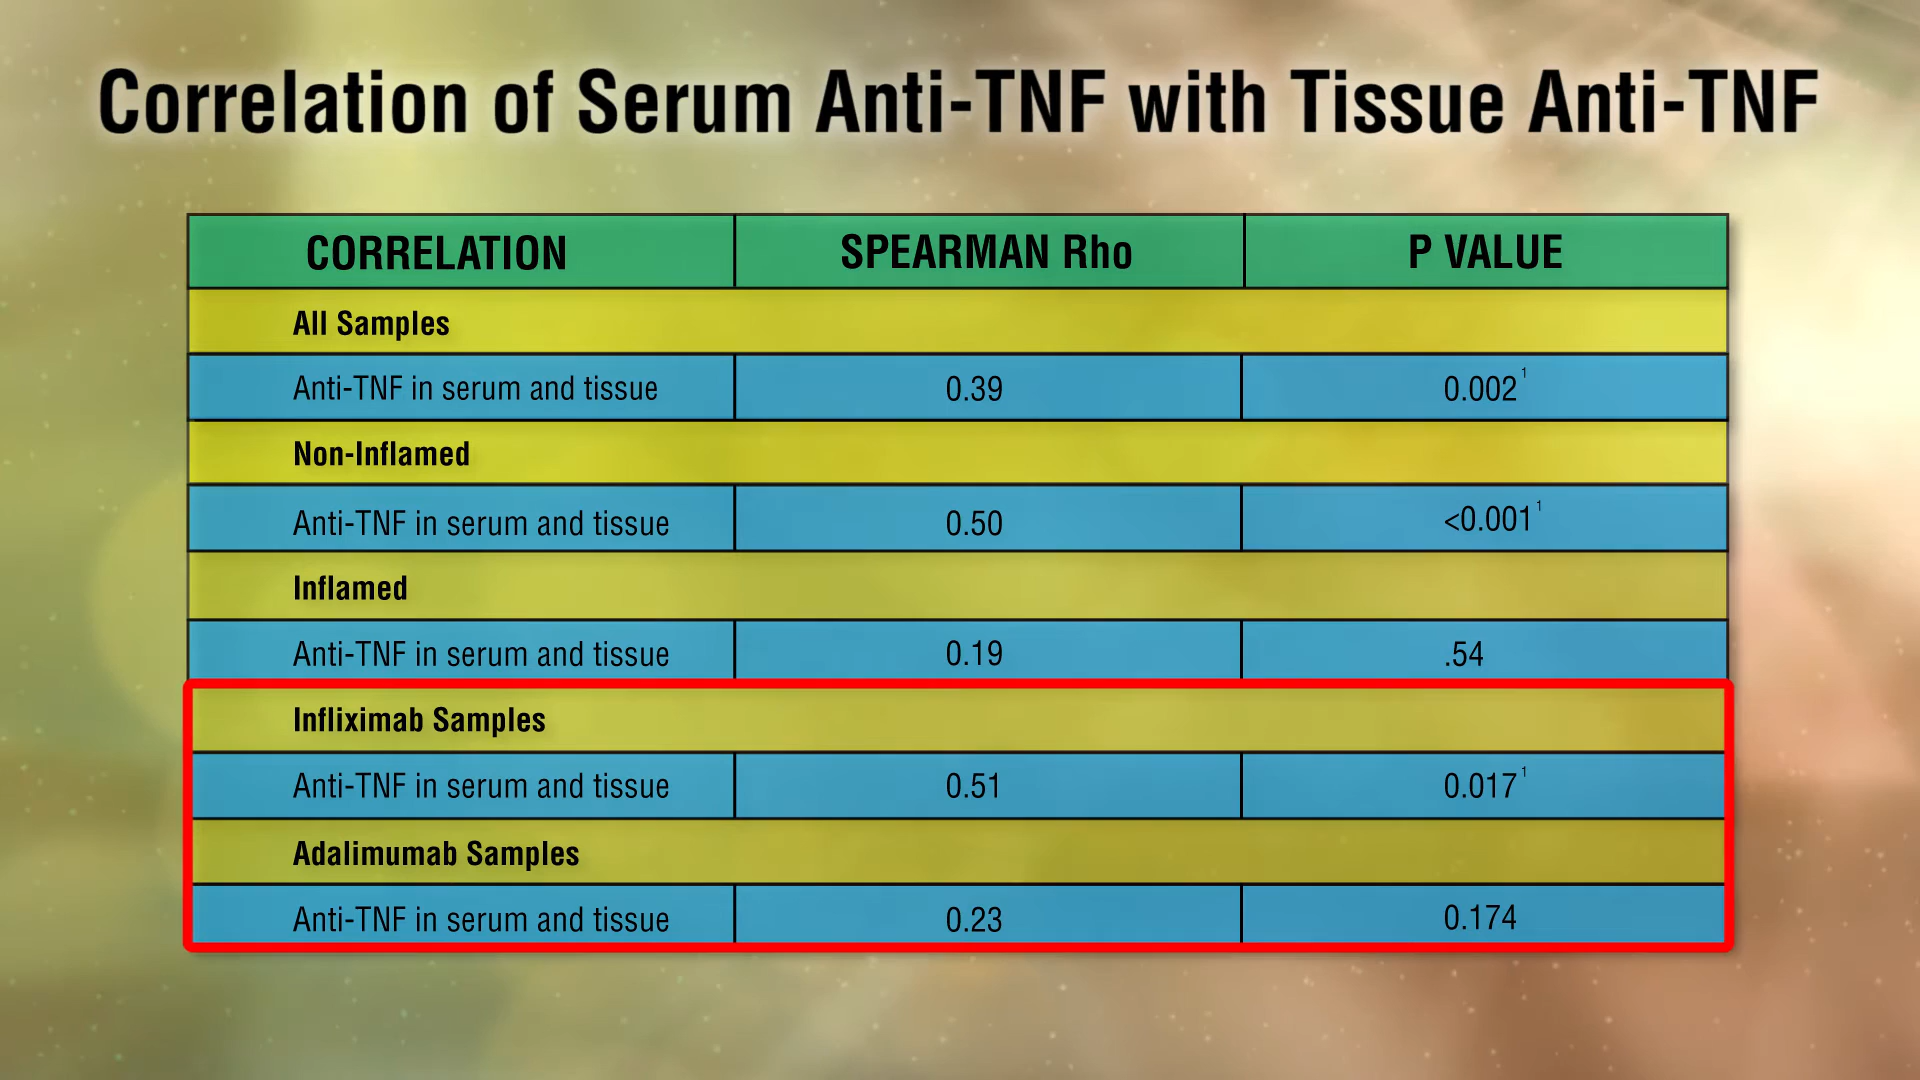 Correlation of Serum Anti-TNF with Tissue Anti-TNF
CORRELATION SPEARMAN Rho P VALUE
All Samples
Anti-TNF in serum and tissue 0.39 0.002¹
Non-Inflamed
Anti-TNF in serum and tissue 0.50 <0.001¹
Inflamed
Anti-TNF in serum and tissue 0.19 .54
Infliximab Samples
Anti-TNF in serum and tissue 0.51 0.017¹
Adalimumab Samples
Anti-TNF in serum and tissue 0.23 0.174